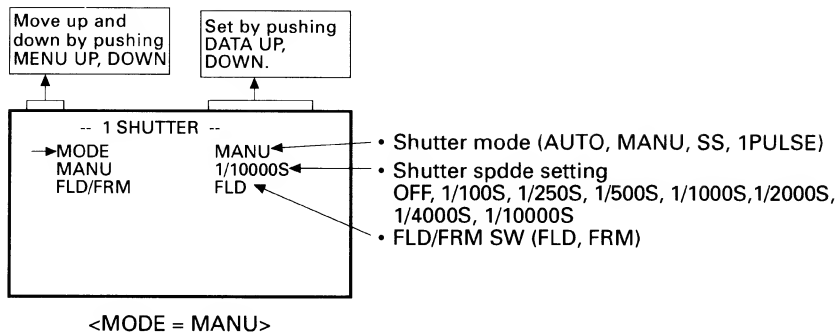 Move up and
down by pushing
MENU UP, DOWN
Set by pushing
DATA UP,
DOWN.
-- 1 SHUTTER --
MODE MANU
MANU 1/10000S
FLD/FRM FLD
• Shutter mode (AUTO, MANU, SS, 1PULSE)
• Shutter spdde setting
OFF, 1/100S, 1/250S, 1/500S, 1/1000S,1/2000S,
1/4000S, 1/10000S
• FLD/FRM SW (FLD, FRM)
<MODE = MANU>